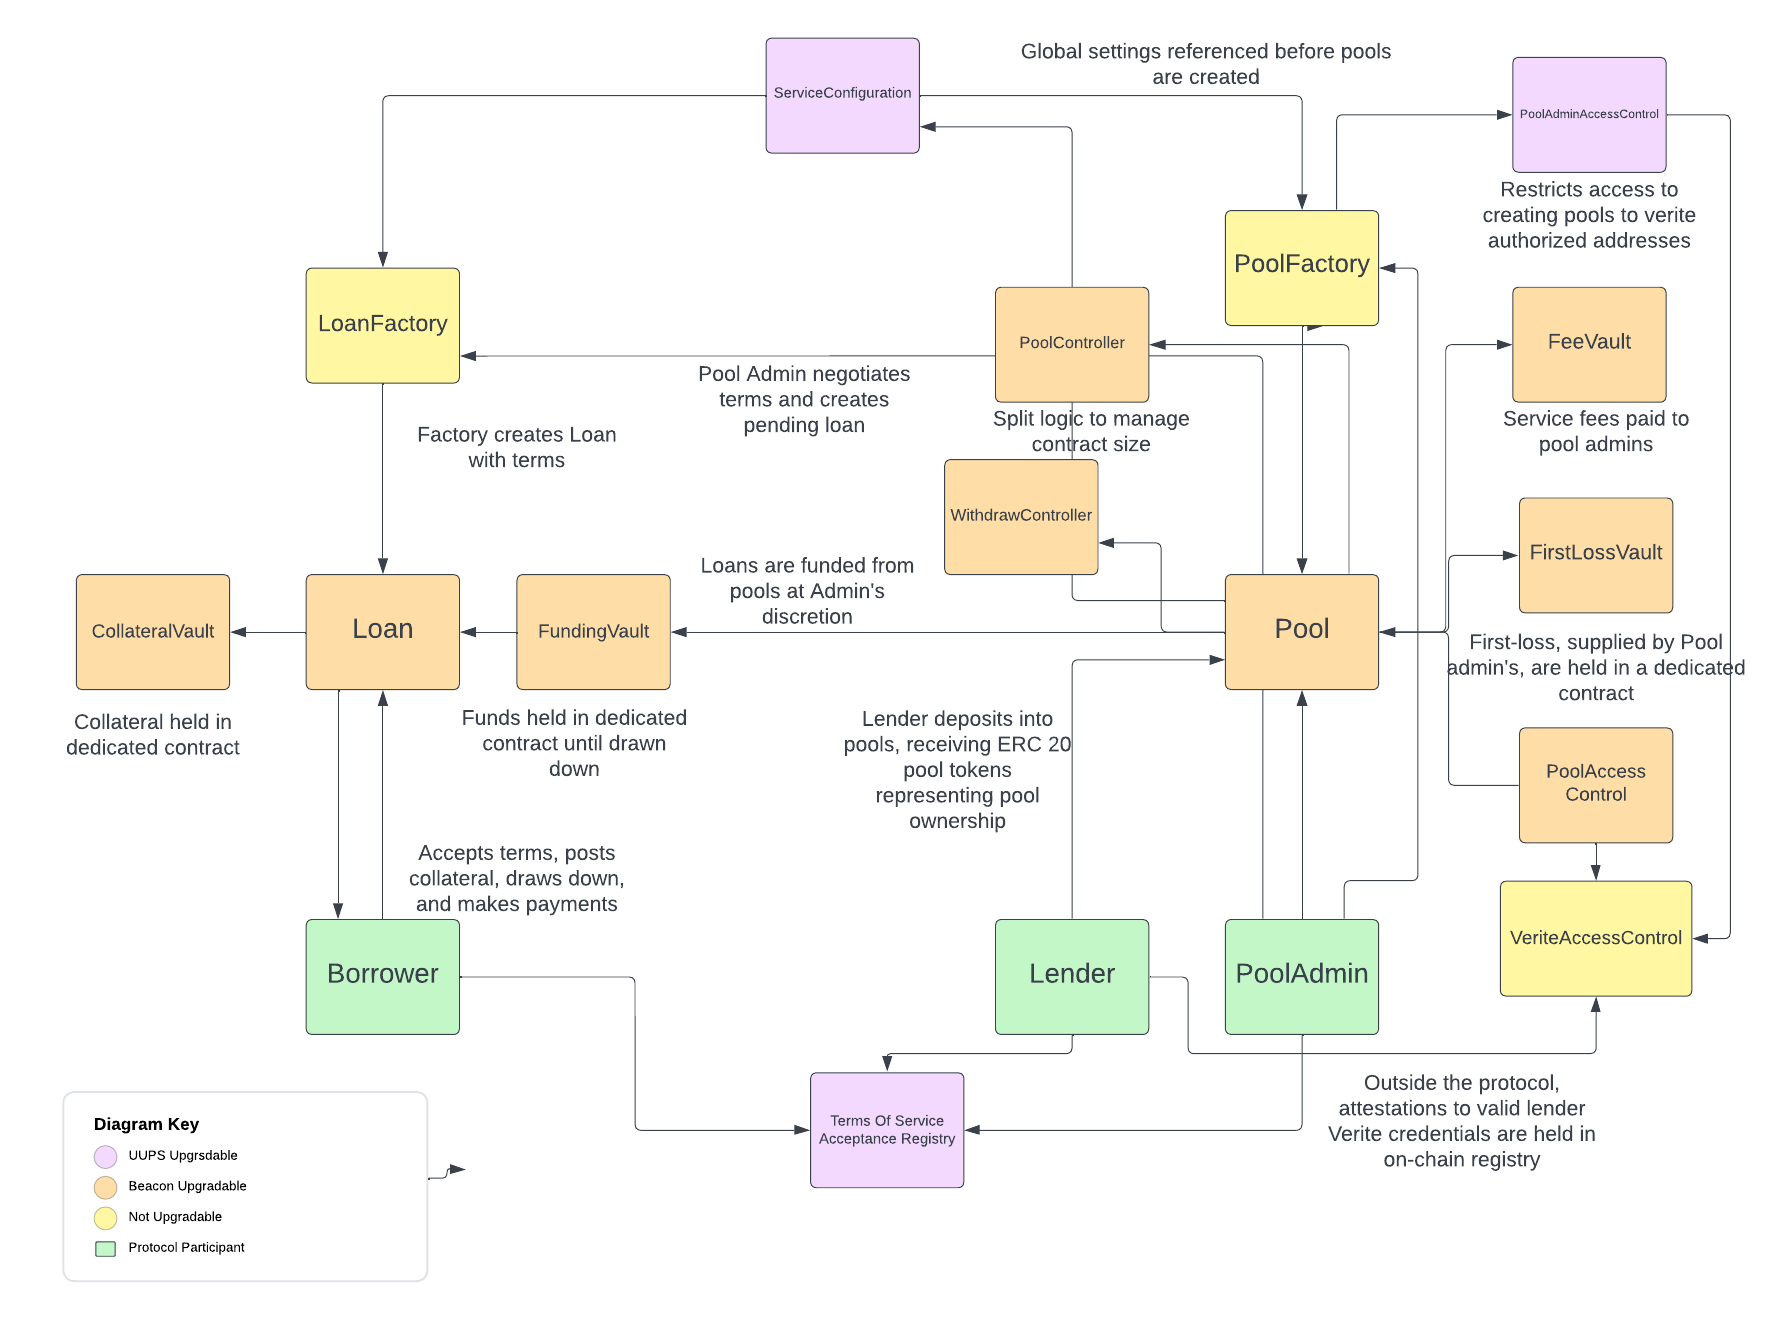 Global settings referenced before pools
are created
ServiceConfiguration
PoolAdminAccessControl
Restricts access to
creating pools to verite
authorized addresses
PoolFactory
LoanFactory
PoolController
FeeVault
Pool Admin negotiates
terms and creates
pending loan
Split logic to manage
contract size
Service fees paid to
pool admins
Factory creates Loan
with terms
WithdrawController
FirstLossVault
Loans are funded from
pools at Admin's
discretion
CollateralVault
Loan
FundingVault
Pool
First-loss, supplied by Pool
admin's, are held in a dedicated
contract
Collateral held in
dedicated contract
Funds held in dedicated
contract until drawn
down
Lender deposits into
pools, receiving ERC 20
pool tokens
representing pool
ownership
PoolAccess
Control
Accepts terms, posts
collateral, draws down,
and makes payments
VeriteAccessControl
Borrower
Lender
PoolAdmin
Terms Of Service
Acceptance Registry
Outside the protocol,
attestations to valid lender
Verite credentials are held in
on-chain registry
Diagram Key
UUPS Upgrsdable
Beacon Upgradable
Not Upgradable
Protocol Participant